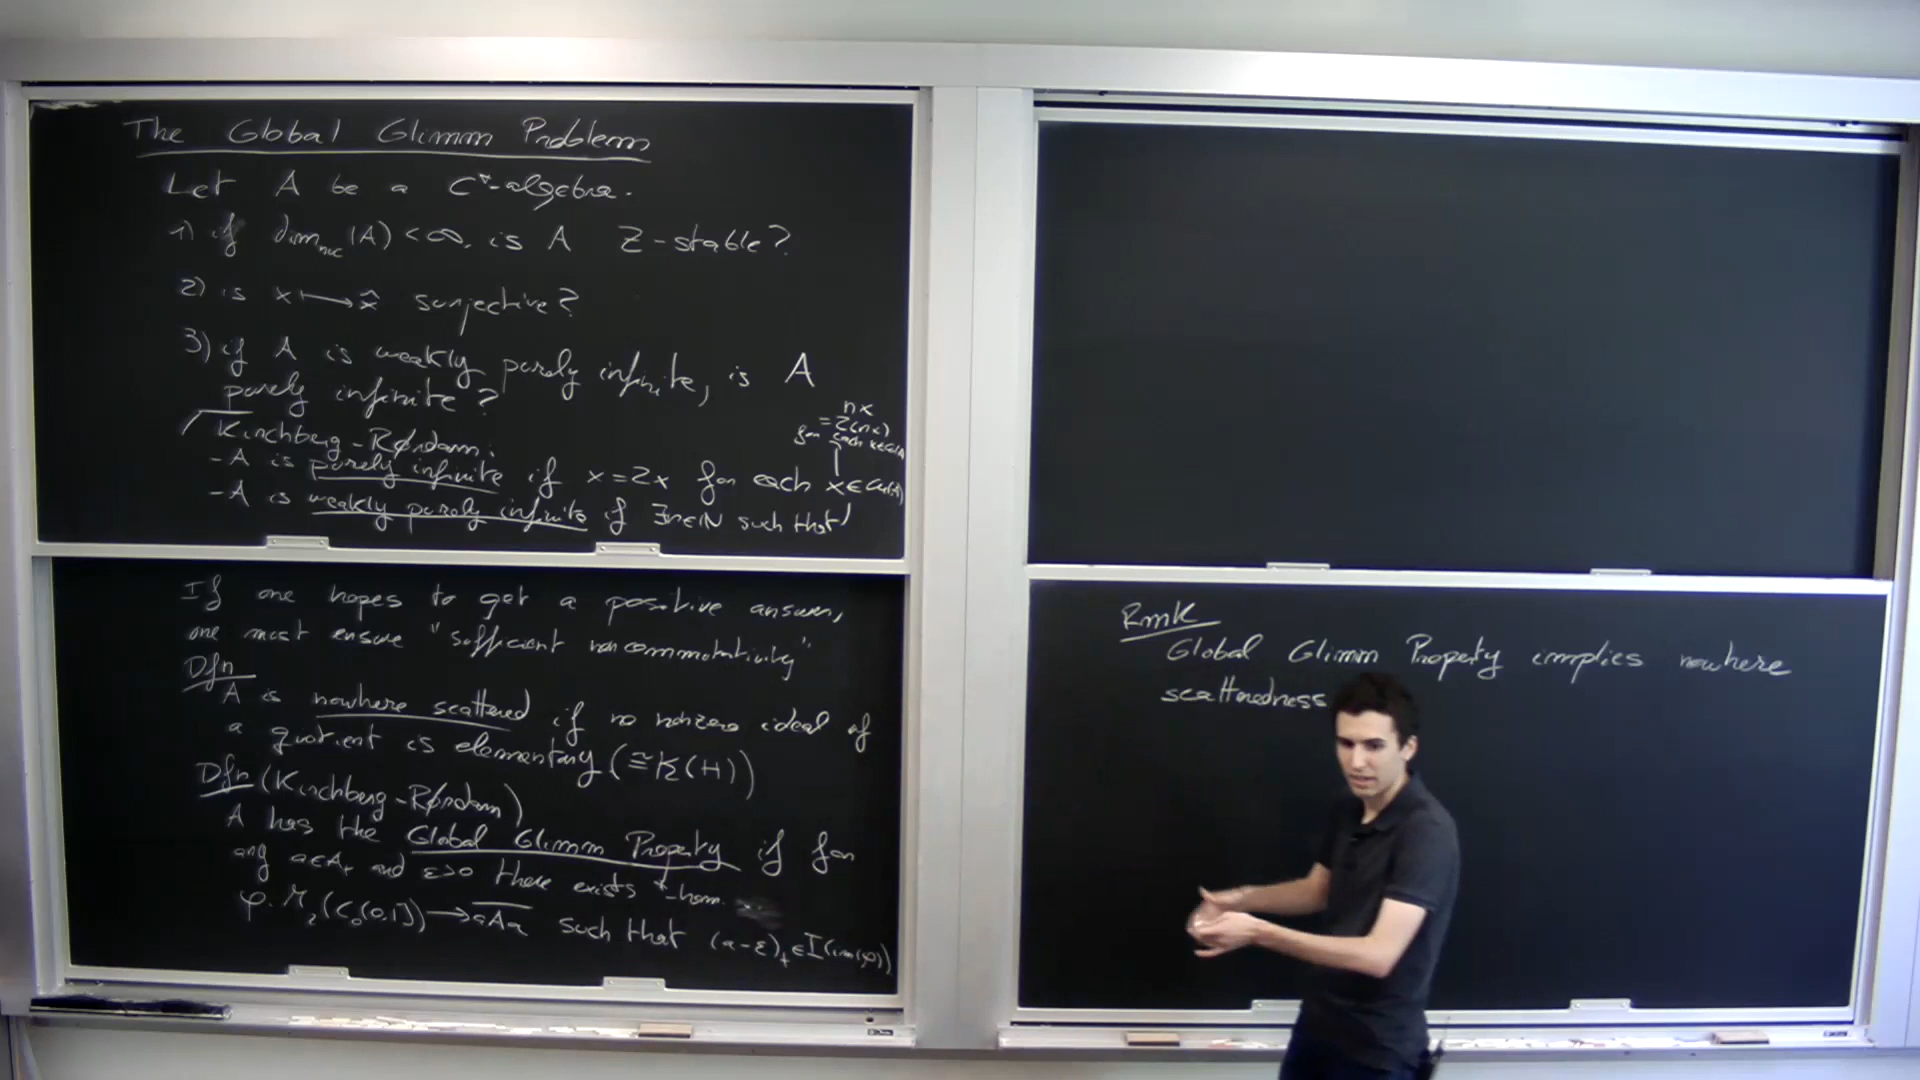 The Global Glimm Problem
Let A be a C*-algebra.
1) if dim_nuc(A) < ∞, is A Z-stable?
2) is x ⟼ x̂ surjective?
3) if A is weakly purely infinite, is A
purely infinite?
Kirchberg-Rørdam:
- A is purely infinite if x = 2x for each x ∈ Cu(A)
- A is weakly purely infinite if ∃n∈ℕ such that
nx
= 2(nx)
for each x∈Cu(A)
If one hopes to get a positive answer,
one must ensure "sufficient noncommutativity"
Dfn
A is nowhere scattered if no nonzero ideal of
a quotient is elementary (≅K(H))
Dfn (Kirchberg-Rørdam)
A has the Global Glimm Property if for
any a∈A₊ and ε>0 there exists *-hom.
φ: M₂(C₀(0,1]) → aAa such that (a-ε)₊ ∈ I(im(φ))
Rmk
Global Glimm Property implies nowhere
scatteredness